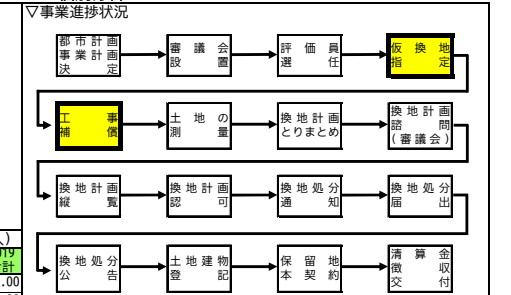 ▽事業進捗状況
都市計画
事業計画
決定
審議会
設置
評価員
選任
仮換地
指定
工事
補償
土地の
測量
換地計画
とりまとめ
換地計画
諮問
(審議会)
換地計画
縦覧
換地計画
認可
換地処分
通知
換地処分
届出
換地処分
公告
土地建物
登記
保留地
本契約
清算金
徴収
交付
)
019
計
.00